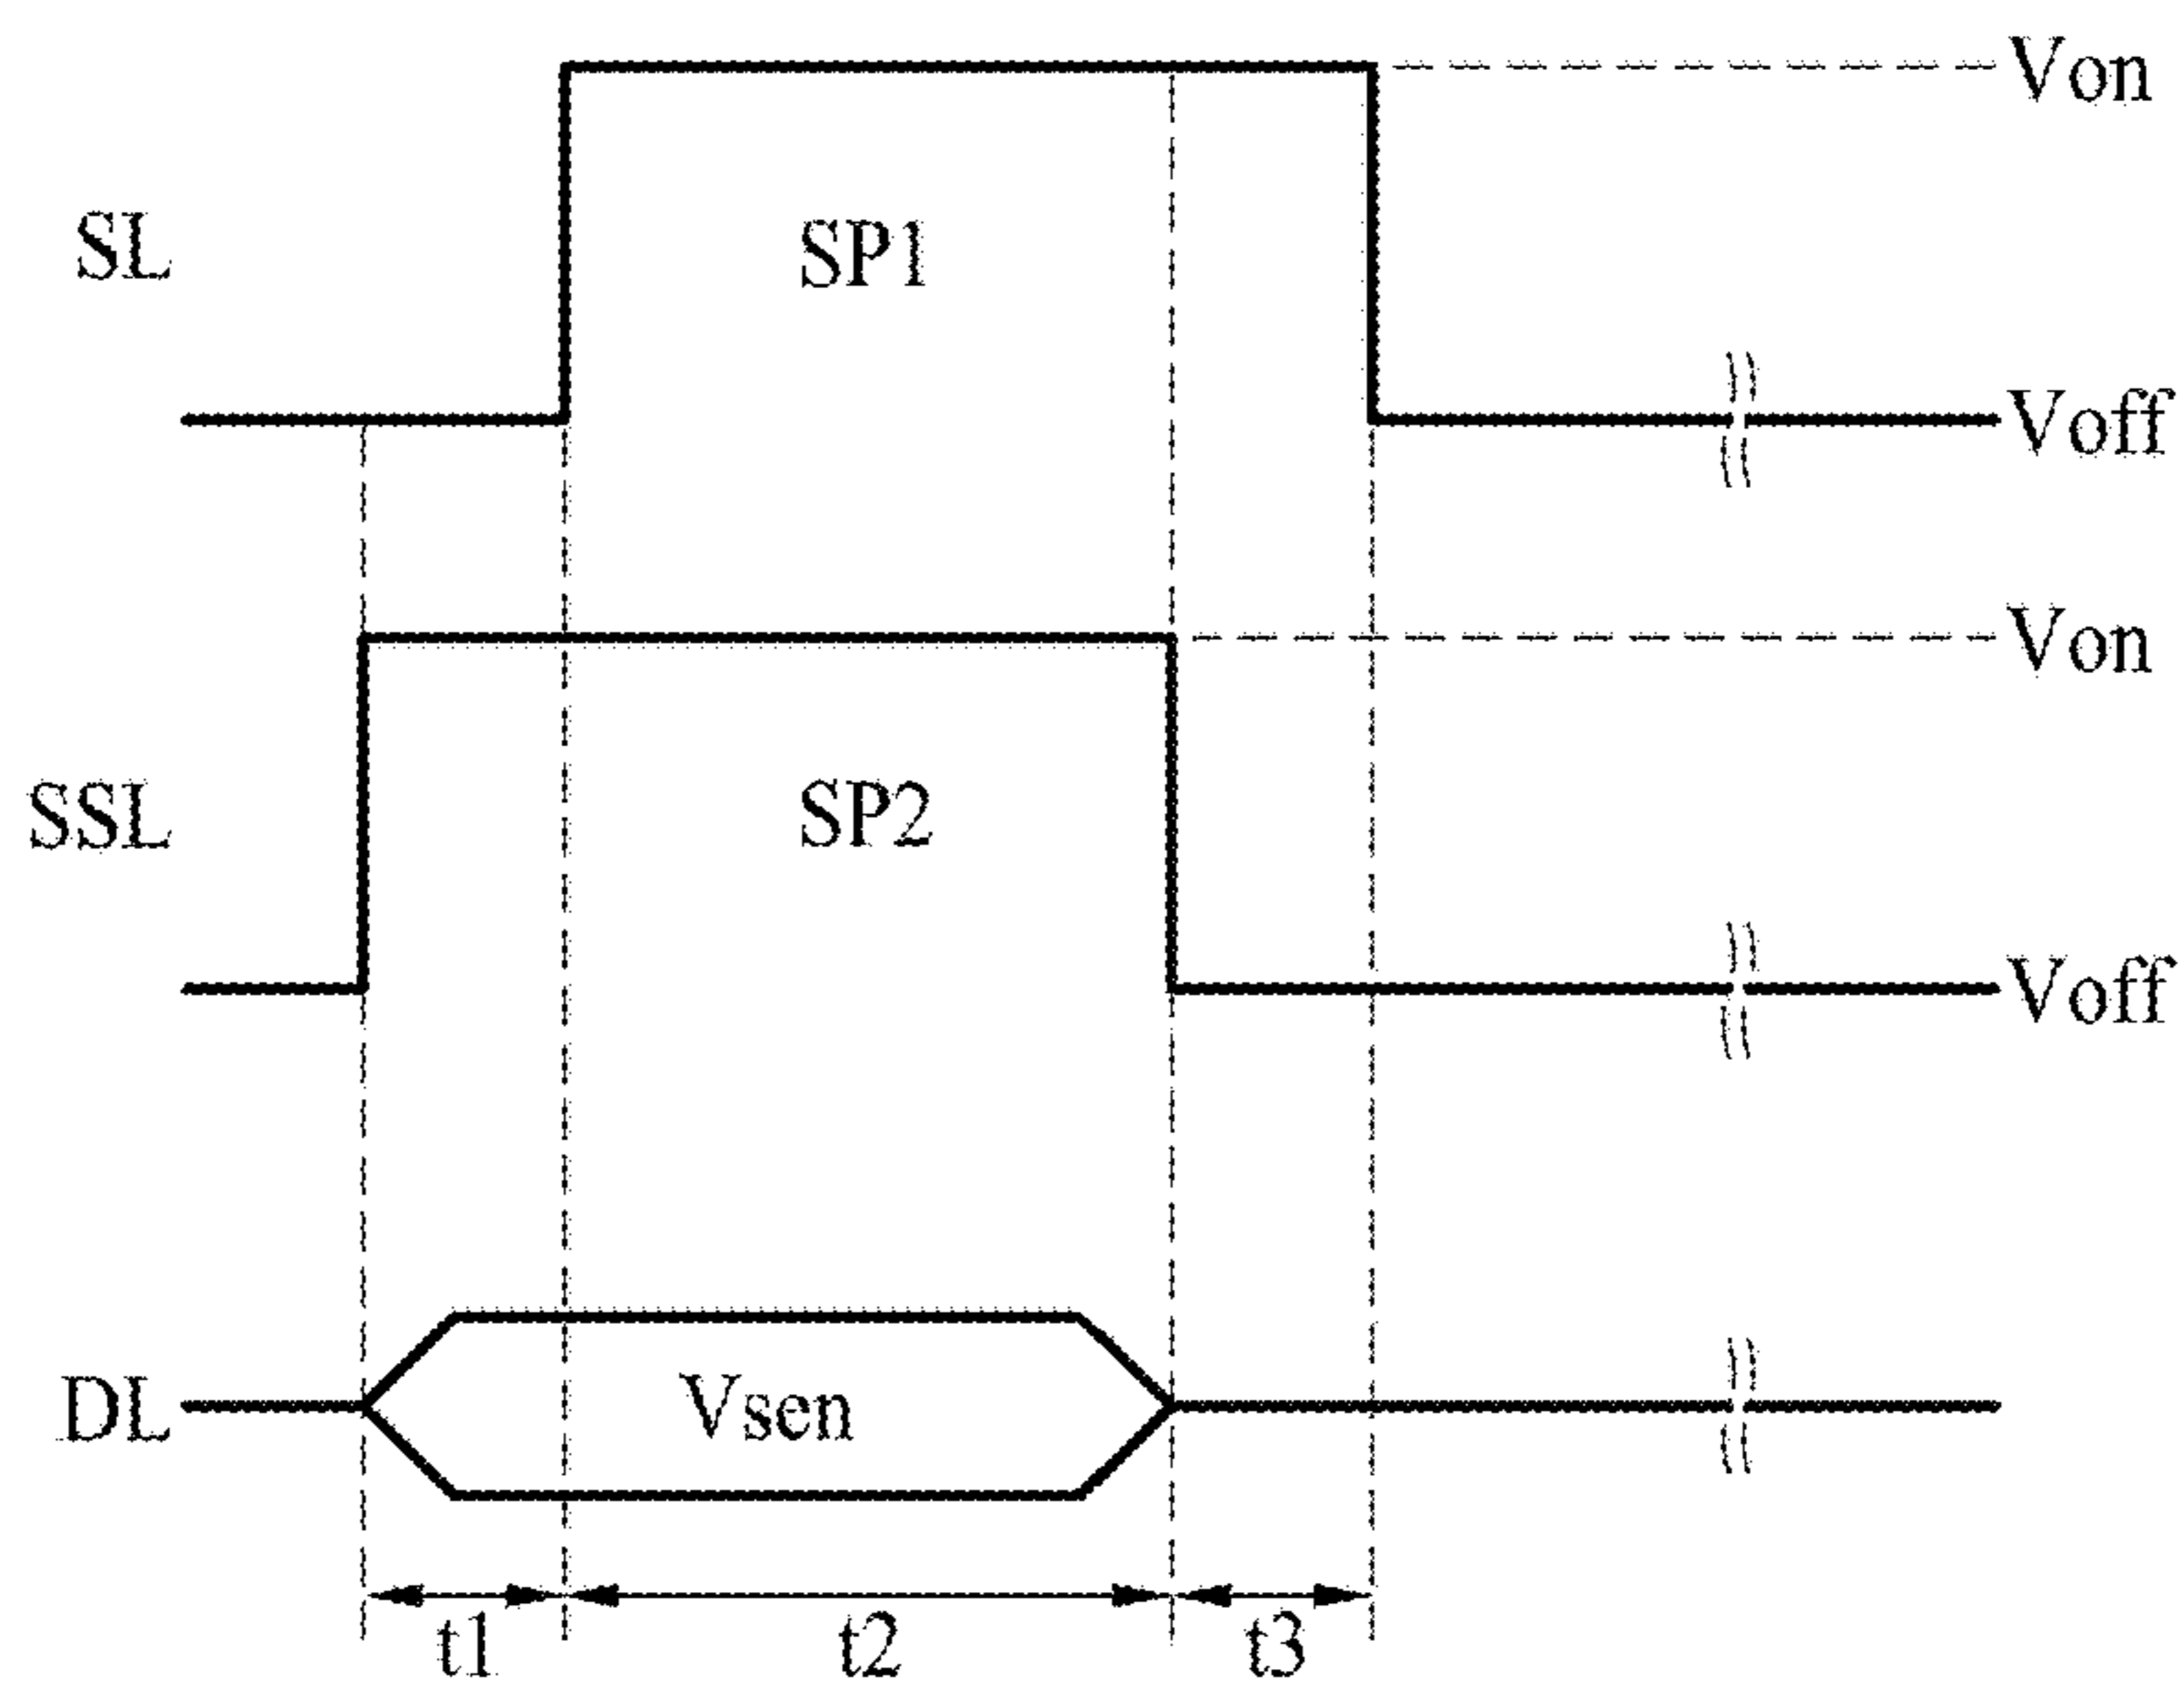 Von
SL
SP1
Voff
Von
SSL
SP2
Voff
DL
Vsen
t1
t2
t3